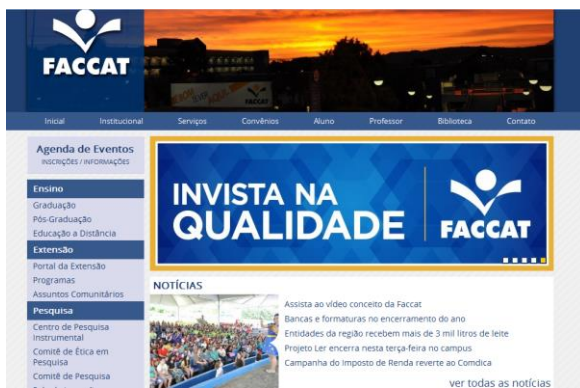 FACCAT
Inicial Institucional Serviços Convênios Aluno Professor Biblioteca Contato
Agenda de Eventos
INSCRIÇÕES / INFORMAÇÕES
Ensino
Graduação
Pós-Graduação
Educação a Distância
Extensão
Portal da Extensão
Programas
Assuntos Comunitários
Pesquisa
Centro de Pesquisa
Instrumental
Comitê de Ética em
Pesquisa
Comitê de Pesquisa
INVISTA NA
QUALIDADE
FACCAT
NOTÍCIAS
Assista ao vídeo conceito da Faccat
Bancas e formaturas no encerramento do ano
Entidades da região recebem mais de 3 mil litros de leite
Projeto Ler encerra nesta terça-feira no campus
Campanha do Imposto de Renda reverte ao Comdica
ver todas as notícias